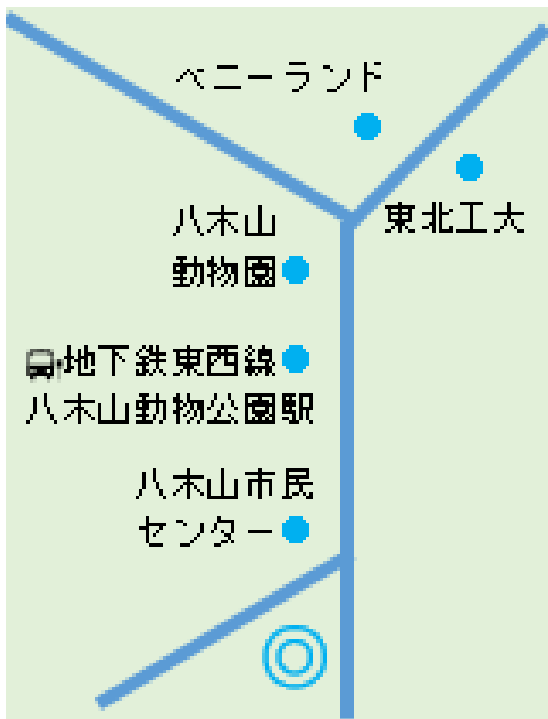 ベニーランド
東北工大
八木山
動物園
地下鉄東西線
八木山動物公園駅
八木山市民
センター